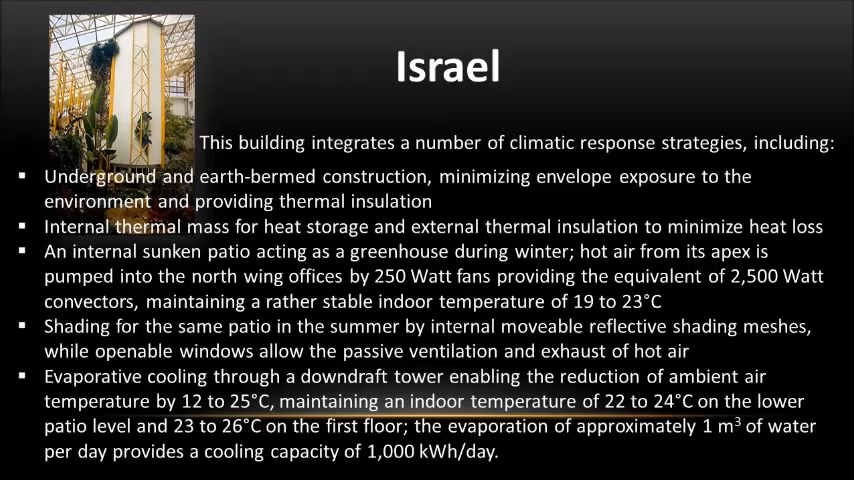 Israel
This building integrates a number of climatic response strategies, including:
▪ Underground and earth-bermed construction, minimizing envelope exposure to the
environment and providing thermal insulation
▪ Internal thermal mass for heat storage and external thermal insulation to minimize heat loss
▪ An internal sunken patio acting as a greenhouse during winter; hot air from its apex is
pumped into the north wing offices by 250 Watt fans providing the equivalent of 2,500 Watt
convectors, maintaining a rather stable indoor temperature of 19 to 23°C
▪ Shading for the same patio in the summer by internal moveable reflective shading meshes,
while openable windows allow the passive ventilation and exhaust of hot air
▪ Evaporative cooling through a downdraft tower enabling the reduction of ambient air
temperature by 12 to 25°C, maintaining an indoor temperature of 22 to 24°C on the lower
patio level and 23 to 26°C on the first floor; the evaporation of approximately 1 m³ of water
per day provides a cooling capacity of 1,000 kWh/day.